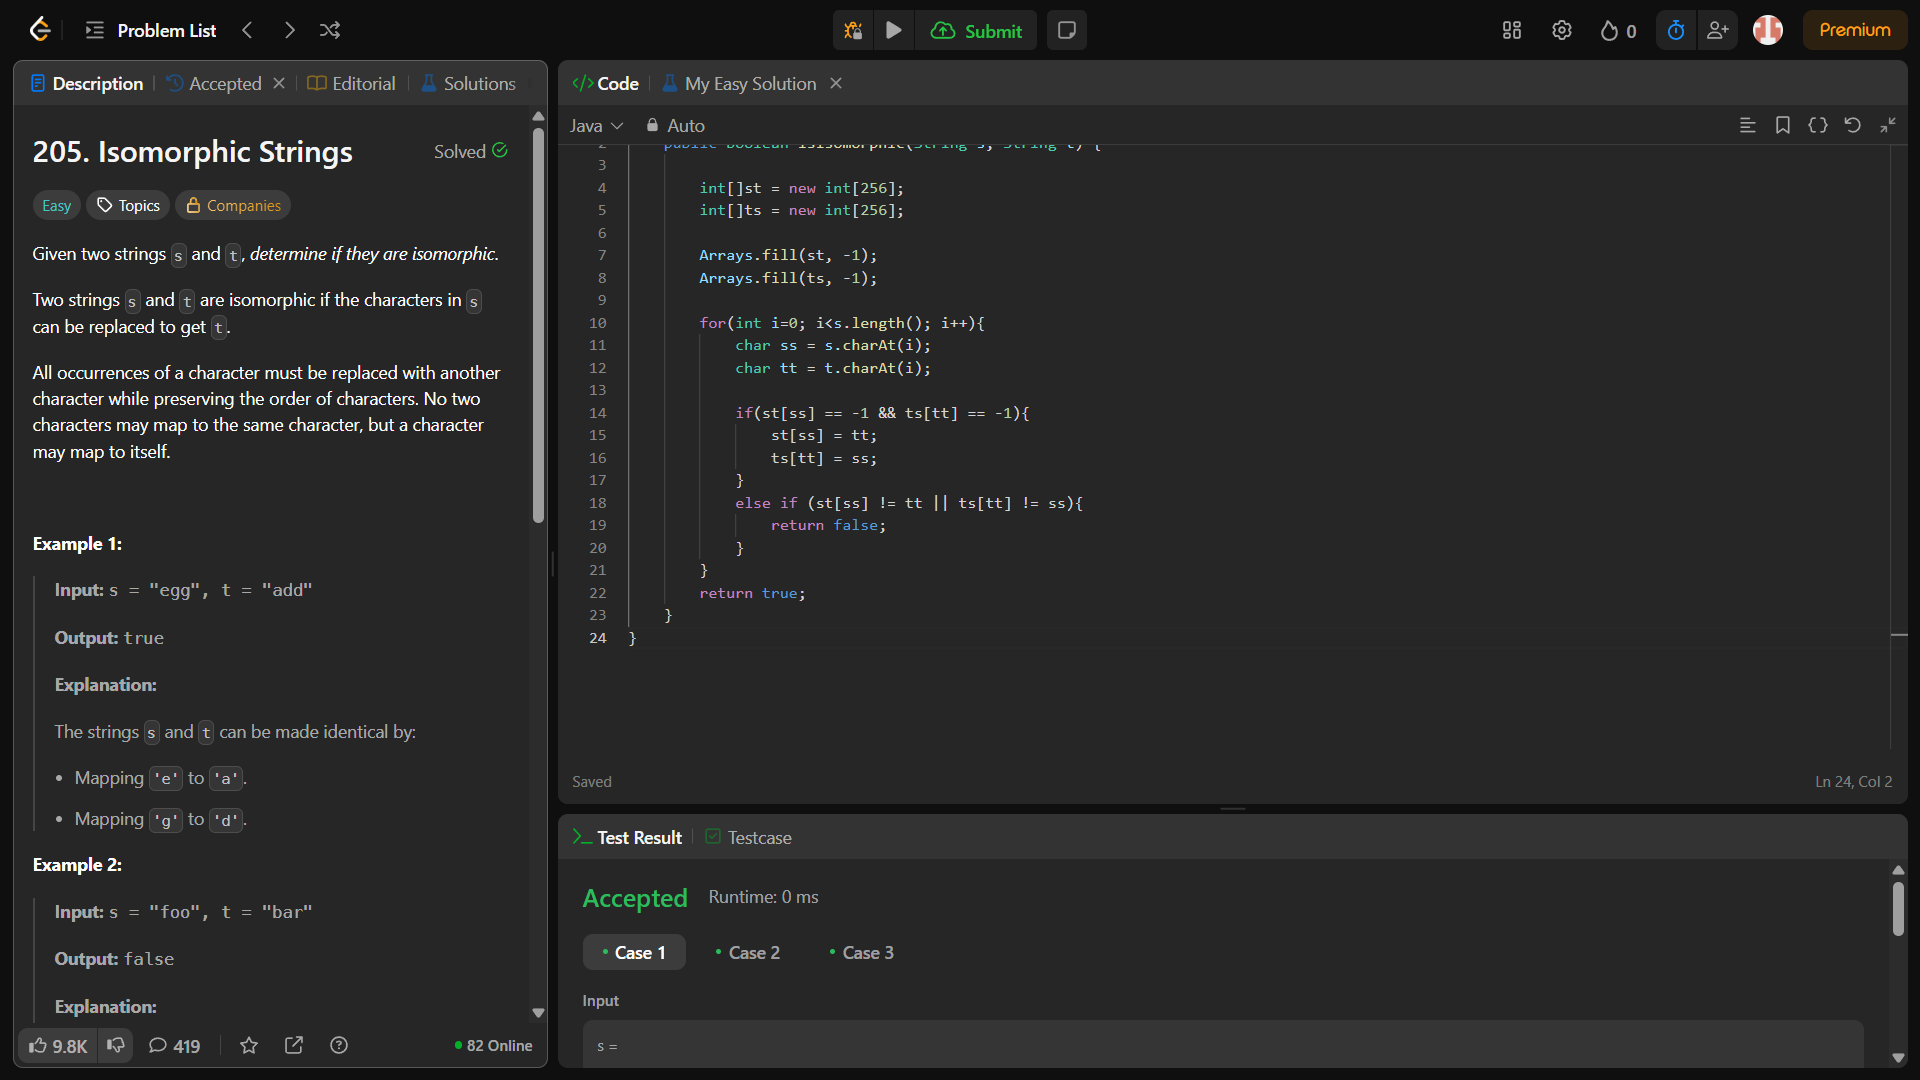 Problem List
Submit
0
Premium
Description
Accepted
Editorial
Solutions
205. Isomorphic Strings
Solved
Easy
Topics
Companies
Given two strings s and t, determine if they are isomorphic.
Two strings s and t are isomorphic if the characters in s
can be replaced to get t.
All occurrences of a character must be replaced with another
character while preserving the order of characters. No two
characters may map to the same character, but a character
may map to itself.
Example 1:
Input: s = "egg", t = "add"
Output: true
Explanation:
The strings s and t can be made identical by:
• Mapping 'e' to 'a'.
• Mapping 'g' to 'd'.
Example 2:
Input: s = "foo", t = "bar"
Output: false
Explanation:
9.8K
419
82 Online
</> Code
My Easy Solution
Java
Auto
2 public boolean isIsomorphic(String s, String t) {
3
4 int[]st = new int[256];
5 int[]ts = new int[256];
6
7 Arrays.fill(st, -1);
8 Arrays.fill(ts, -1);
9
10 for(int i=0; i<s.length(); i++){
11 char ss = s.charAt(i);
12 char tt = t.charAt(i);
13
14 if(st[ss] == -1 && ts[tt] == -1){
15 st[ss] = tt;
16 ts[tt] = ss;
17 }
18 else if (st[ss] != tt || ts[tt] != ss){
19 return false;
20 }
21 }
22 return true;
23 }
24 }
Saved
Ln 24, Col 2
Test Result
Testcase
Accepted
Runtime: 0 ms
• Case 1
• Case 2
• Case 3
Input
s =